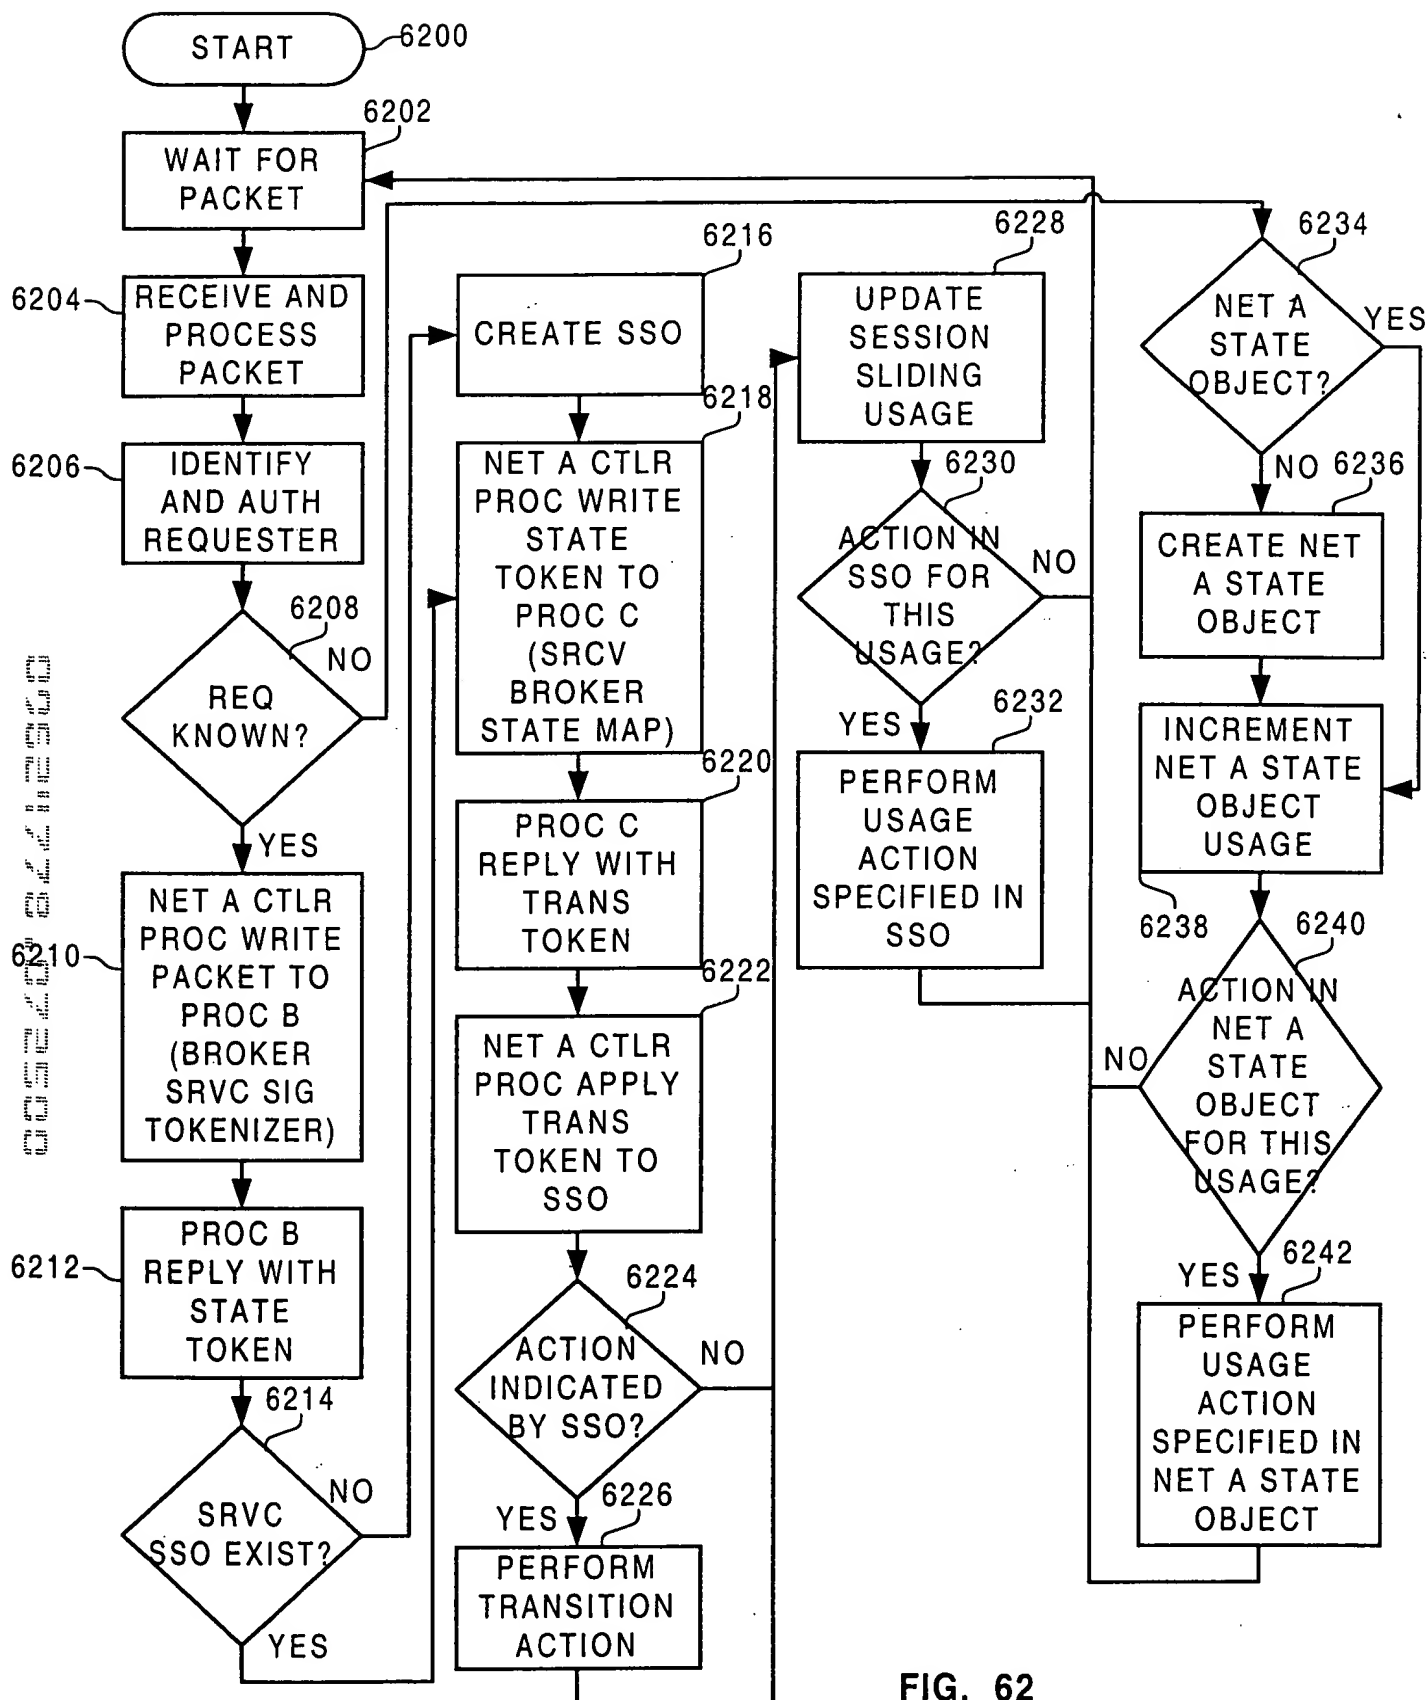 START
6200
6202
WAIT FOR
PACKET
6204
RECEIVE AND
PROCESS
PACKET
6206
IDENTIFY
AND AUTH
REQUESTER
6208
NO
REQ
KNOWN?
YES
6210
NET A CTLR
PROC WRITE
PACKET TO
PROC B
(BROKER
SRVC SIG
TOKENIZER)
6212
PROC B
REPLY WITH
STATE
TOKEN
6214
NO
SRVC
SSO EXIST?
YES
6216
CREATE SSO
6218
NET A CTLR
PROC WRITE
STATE
TOKEN TO
PROC C
(SRCV
BROKER
STATE MAP)
6220
PROC C
REPLY WITH
TRANS
TOKEN
6222
NET A CTLR
PROC APPLY
TRANS
TOKEN TO
SSO
6224
NO
ACTION
INDICATED
BY SSO?
YES
6226
PERFORM
TRANSITION
ACTION
6228
UPDATE
SESSION
SLIDING
USAGE
6230
ACTION IN
SSO FOR
THIS
USAGE?
NO
YES
6232
PERFORM
USAGE
ACTION
SPECIFIED IN
SSO
6234
NET A
STATE
OBJECT?
YES
NO
6236
CREATE NET
A STATE
OBJECT
INCREMENT
NET A STATE
OBJECT
USAGE
6238
6240
ACTION IN
NET A
STATE
OBJECT
FOR THIS
USAGE?
NO
YES
6242
PERFORM
USAGE
ACTION
SPECIFIED IN
NET A STATE
OBJECT
FIG. 62